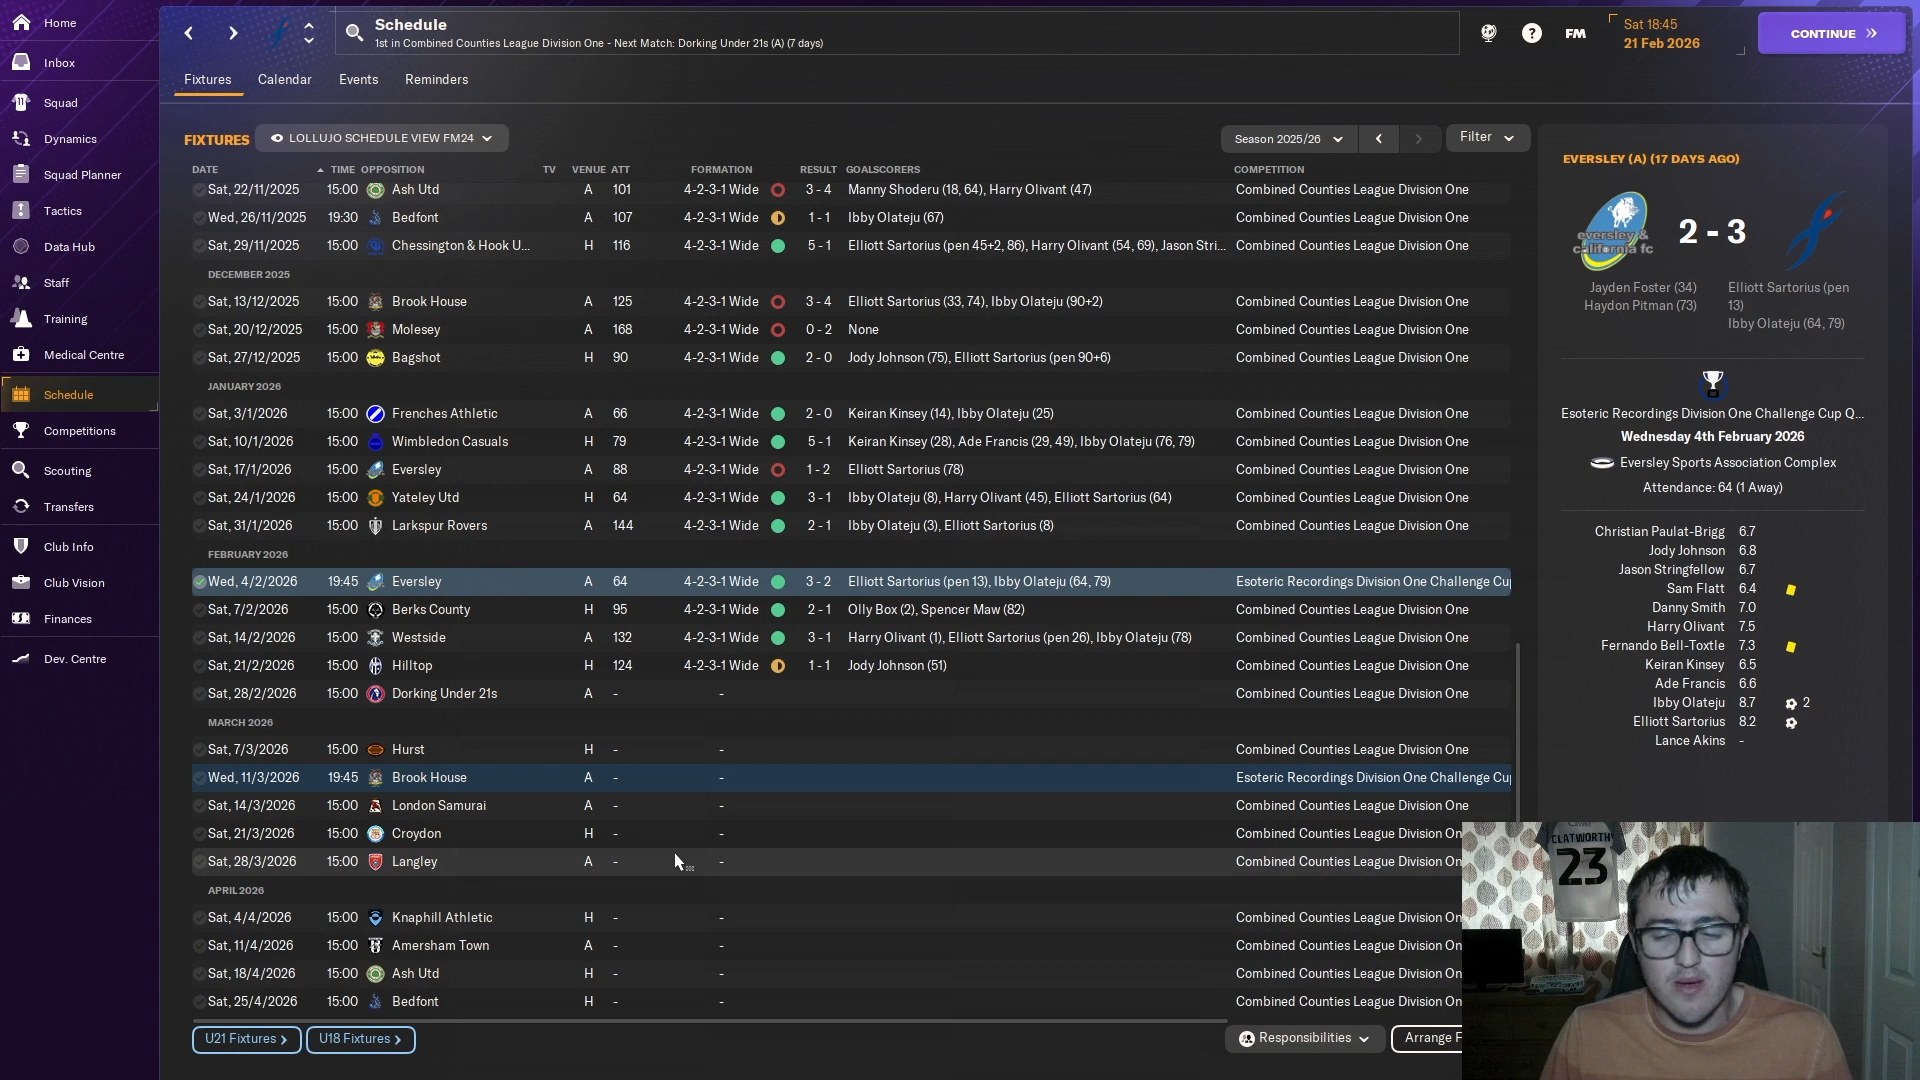 Home
Inbox
Squad
Dynamics
Squad Planner
Tactics
Data Hub
Staff
Training
Medical Centre
Schedule
Competitions
Scouting
Transfers
Club Info
Club Vision
Finances
Dev. Centre
Schedule
1st in Combined Counties League Division One - Next Match: Dorking Under 21s (A) (7 days)
FM
Sat 18:45
21 Feb 2026
CONTINUE
Fixtures Calendar Events Reminders
FIXTURES LOLLUJO SCHEDULE VIEW FM24 Season 2025/26 Filter
DATE TIME OPPOSITION TV VENUE ATT FORMATION RESULT GOALSCORERS COMPETITION
Sat, 22/11/2025 15:00 Ash Utd A 101 4-2-3-1 Wide 3 - 4 Manny Shoderu (18, 64), Harry Olivant (47) Combined Counties League Division One
Wed, 26/11/2025 19:30 Bedfont A 107 4-2-3-1 Wide 1 - 1 Ibby Olateju (67) Combined Counties League Division One
Sat, 29/11/2025 15:00 Chessington & Hook U... H 116 4-2-3-1 Wide 5 - 1 Elliott Sartorius (pen 45+2, 86), Harry Olivant (54, 69), Jason Stri... Combined Counties League Division One
DECEMBER 2025
Sat, 13/12/2025 15:00 Brook House A 125 4-2-3-1 Wide 3 - 4 Elliott Sartorius (33, 74), Ibby Olateju (90+2) Combined Counties League Division One
Sat, 20/12/2025 15:00 Molesey A 168 4-2-3-1 Wide 0 - 2 None Combined Counties League Division One
Sat, 27/12/2025 15:00 Bagshot H 90 4-2-3-1 Wide 2 - 0 Jody Johnson (75), Elliott Sartorius (pen 90+6) Combined Counties League Division One
JANUARY 2026
Sat, 3/1/2026 15:00 Frenches Athletic A 66 4-2-3-1 Wide 2 - 0 Keiran Kinsey (14), Ibby Olateju (25) Combined Counties League Division One
Sat, 10/1/2026 15:00 Wimbledon Casuals H 79 4-2-3-1 Wide 5 - 1 Keiran Kinsey (28), Ade Francis (29, 49), Ibby Olateju (76, 79) Combined Counties League Division One
Sat, 17/1/2026 15:00 Eversley A 88 4-2-3-1 Wide 1 - 2 Elliott Sartorius (78) Combined Counties League Division One
Sat, 24/1/2026 15:00 Yateley Utd H 64 4-2-3-1 Wide 3 - 1 Ibby Olateju (8), Harry Olivant (45), Elliott Sartorius (64) Combined Counties League Division One
Sat, 31/1/2026 15:00 Larkspur Rovers A 144 4-2-3-1 Wide 2 - 1 Ibby Olateju (3), Elliott Sartorius (8) Combined Counties League Division One
FEBRUARY 2026
Wed, 4/2/2026 19:45 Eversley A 64 4-2-3-1 Wide 3 - 2 Elliott Sartorius (pen 13), Ibby Olateju (64, 79) Esoteric Recordings Division One Challenge Cup
Sat, 7/2/2026 15:00 Berks County H 95 4-2-3-1 Wide 2 - 1 Olly Box (2), Spencer Maw (82) Combined Counties League Division One
Sat, 14/2/2026 15:00 Westside A 132 4-2-3-1 Wide 3 - 1 Harry Olivant (1), Elliott Sartorius (pen 26), Ibby Olateju (78) Combined Counties League Division One
Sat, 21/2/2026 15:00 Hilltop H 124 4-2-3-1 Wide 1 - 1 Jody Johnson (51) Combined Counties League Division One
Sat, 28/2/2026 15:00 Dorking Under 21s A - - Combined Counties League Division One
MARCH 2026
Sat, 7/3/2026 15:00 Hurst H - - Combined Counties League Division One
Wed, 11/3/2026 19:45 Brook House A - - Esoteric Recordings Division One Challenge Cup
Sat, 14/3/2026 15:00 London Samurai A - - Combined Counties League Division One
Sat, 21/3/2026 15:00 Croydon H - - Combined Counties League Division One
Sat, 28/3/2026 15:00 Langley A - - Combined Counties League Division One
APRIL 2026
Sat, 4/4/2026 15:00 Knaphill Athletic H - - Combined Counties League Division On
Sat, 11/4/2026 15:00 Amersham Town A - - Combined Counties League Division On
Sat, 18/4/2026 15:00 Ash Utd H - - Combined Counties League Division On
Sat, 25/4/2026 15:00 Bedfont H - - Combined Counties League Division On
U21 Fixtures U18 Fixtures Responsibilities Arrange F
EVERSLEY (A) (17 DAYS AGO)
eversley &
california fc
2 - 3
Jayden Foster (34)
Haydon Pitman (73)
Elliott Sartorius (pen
13)
Ibby Olateju (64, 79)
Esoteric Recordings Division One Challenge Cup Q...
Wednesday 4th February 2026
Eversley Sports Association Complex
Attendance: 64 (1 Away)
Christian Paulat-Brigg 6.7
Jody Johnson 6.8
Jason Stringfellow 6.7
Sam Flatt 6.4
Danny Smith 7.0
Harry Olivant 7.5
Fernando Bell-Toxtle 7.3
Keiran Kinsey 6.5
Ade Francis 6.6
Ibby Olateju 8.7 2
Elliott Sartorius 8.2
Lance Akins -
CLATWORTHY
23